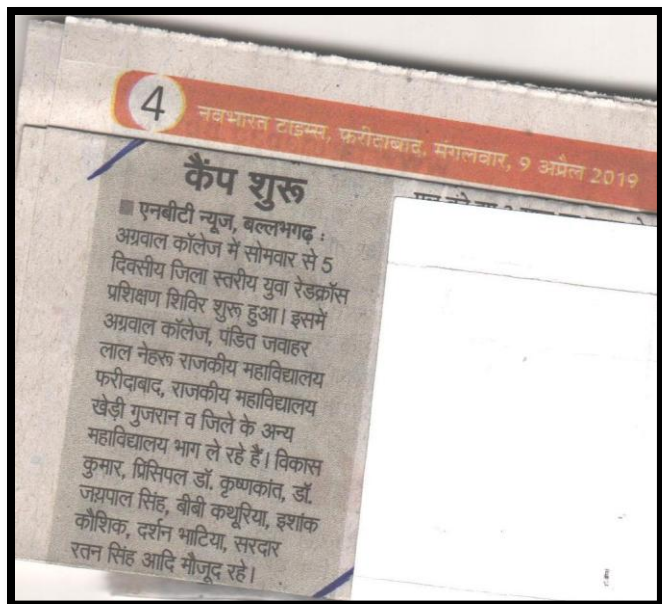 4
नवभारत टाइम्स, फरीदाबाद, मंगलवार, 9 अप्रैल 2019
कैंप शुरू
■ एनबीटी न्यूज, बल्लभगढ़ :
अग्रवाल कॉलेज में सोमवार से 5
दिवसीय जिला स्तरीय युवा रेडक्रॉस
प्रशिक्षण शिविर शुरू हुआ। इसमें
अग्रवाल कॉलेज, पंडित जवाहर
लाल नेहरू राजकीय महाविद्यालय
फरीदाबाद, राजकीय महाविद्यालय
खेड़ी गुजरान व जिले के अन्य
महाविद्यालय भाग ले रहे हैं। विकास
कुमार, प्रिंसिपल डॉ. कृष्णकांत, डॉ.
जयपाल सिंह, बीबी कथूरिया, इशांक
कौशिक, दर्शन भाटिया, सरदार
रतन सिंह आदि मौजूद रहे।